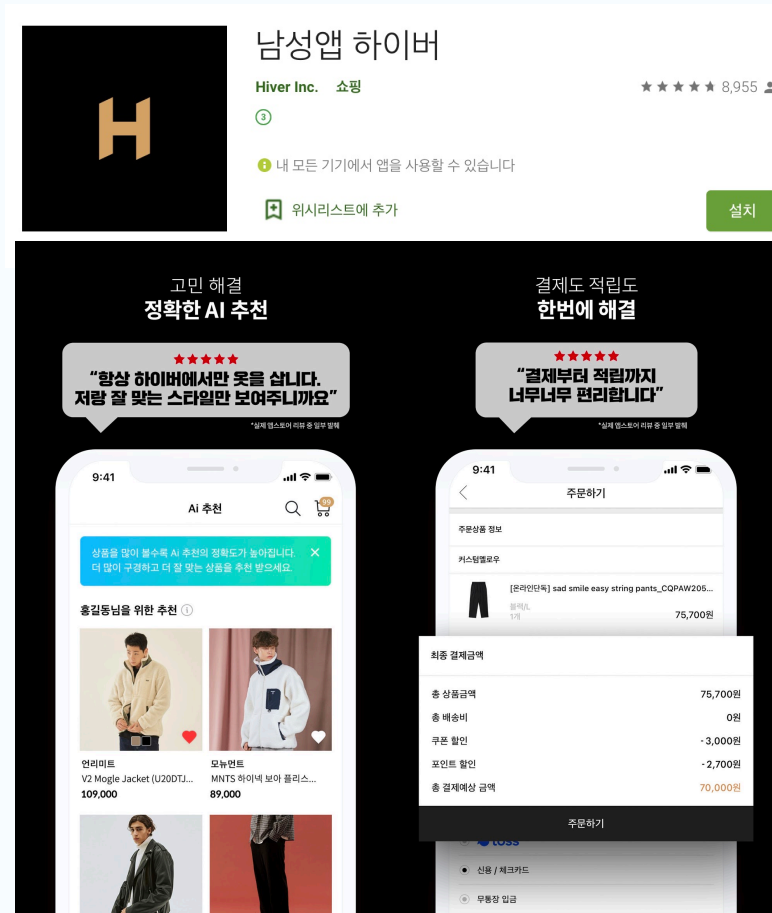 남성앱 하이버
Hiver Inc. 쇼핑
8,955
3
내 모든 기기에서 앱을 사용할 수 있습니다
위시리스트에 추가
설치
H
고민 해결
정확한 AI 추천
“항상 하이버에서만 옷을 삽니다.
저랑 잘 맞는 스타일만 보여주니까요”
*실제 앱스토어 리뷰 중 일부 발췌
9:41
Ai 추천
99
상품을 많이 볼수록 Ai 추천의 정확도가 높아집니다.
더 많이 구경하고 더 잘 맞는 상품을 추천 받으세요.
홍길동님을 위한 추천
언리미트
V2 Mogle Jacket (U20DTJ...
109,000
모뉴먼트
MNTS 하이넥 보아 플리스...
89,000
결제도 적립도
한번에 해결
“결제부터 적립까지
너무너무 편리합니다”
*실제 앱스토어 리뷰 중 일부 발췌
9:41
주문하기
주문상품 정보
커스텀멜로우
[온라인단독] sad smile easy string pants_CQPAW205...
블랙/L
1개
75,700원
최종 결제금액
총 상품금액 75,700원
총 배송비 0원
쿠폰 할인 - 3,000원
포인트 할인 - 2,700원
총 결제예상 금액 70,000원
주문하기
toss
신용 / 체크카드
무통장 입금